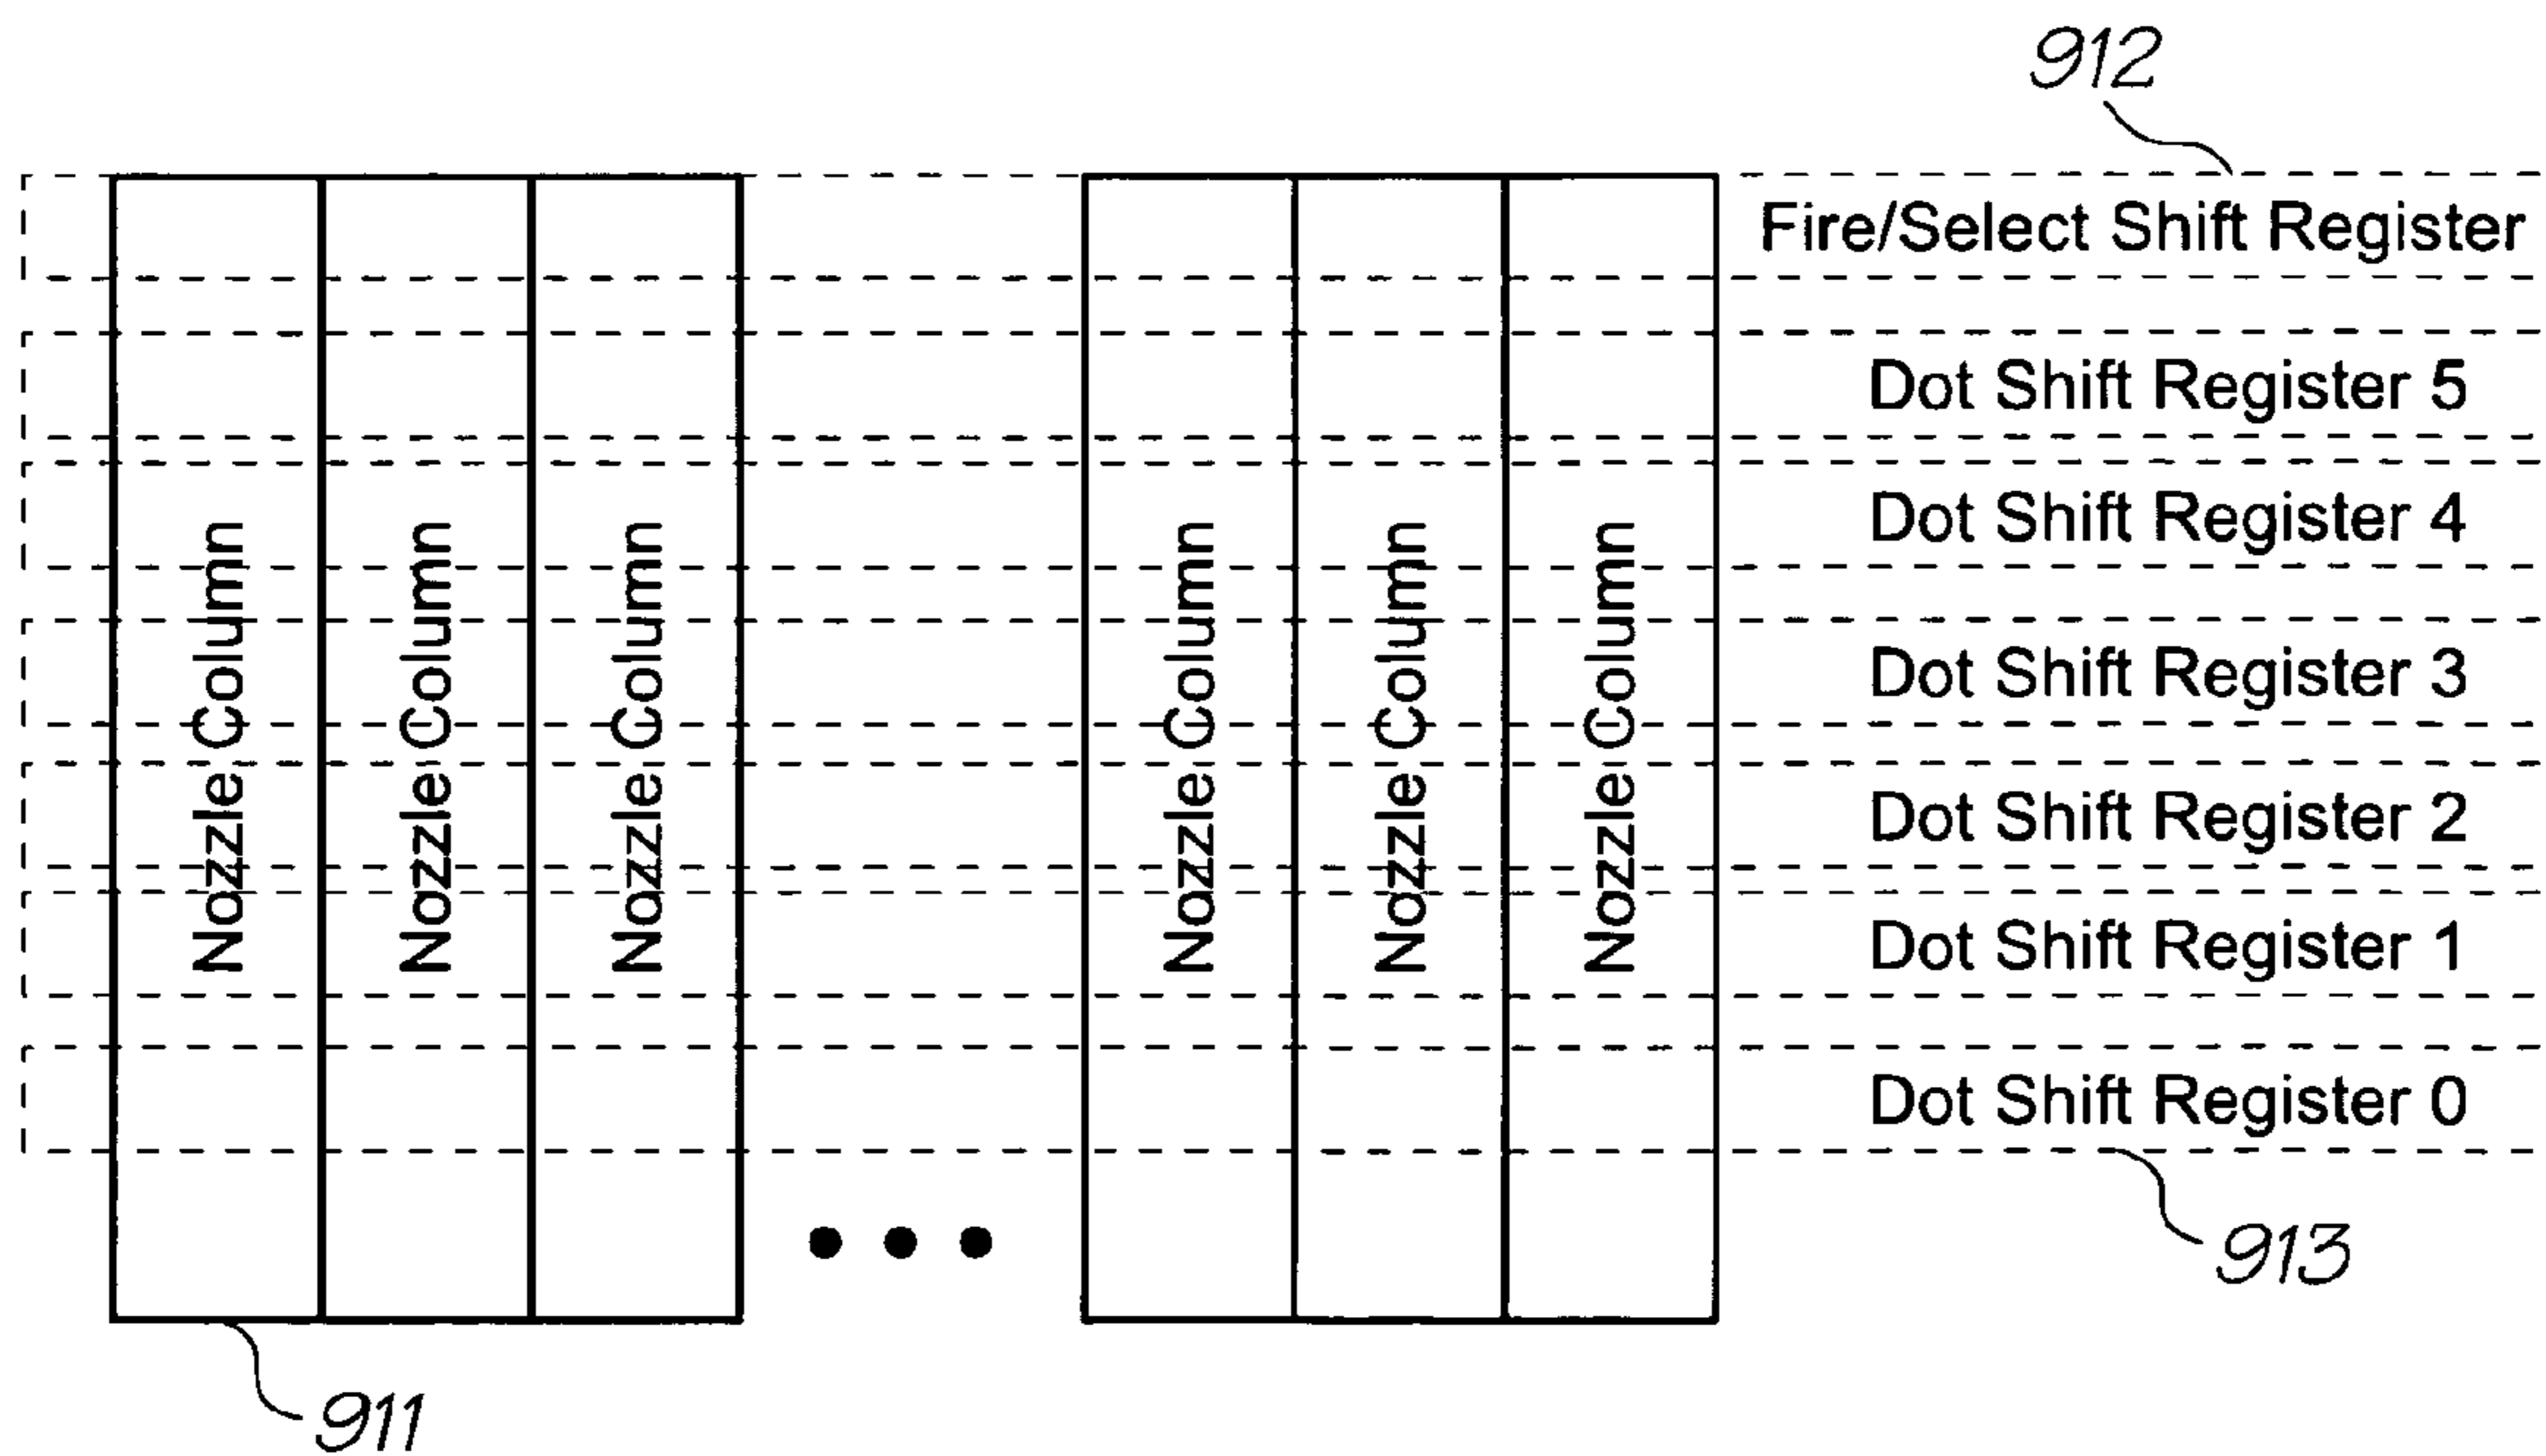 912
Fire/Select Shift Register
Dot Shift Register 5
Dot Shift Register 4
Dot Shift Register 3
Dot Shift Register 2
Dot Shift Register 1
Dot Shift Register 0
Nozzle Column
Nozzle Column
Nozzle Column
Nozzle Column
Nozzle Column
Nozzle Column
913
911